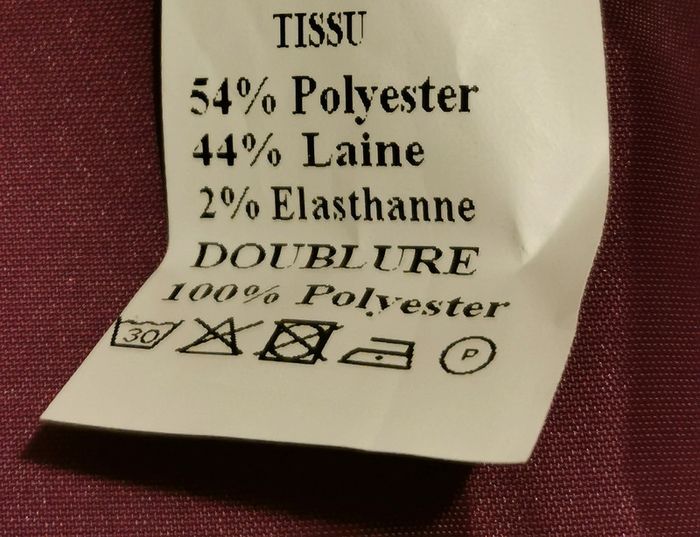 TISSU
54% Polyester
44% Laine
2% Elasthanne
DOUBLURE
100% Polyester
30 P